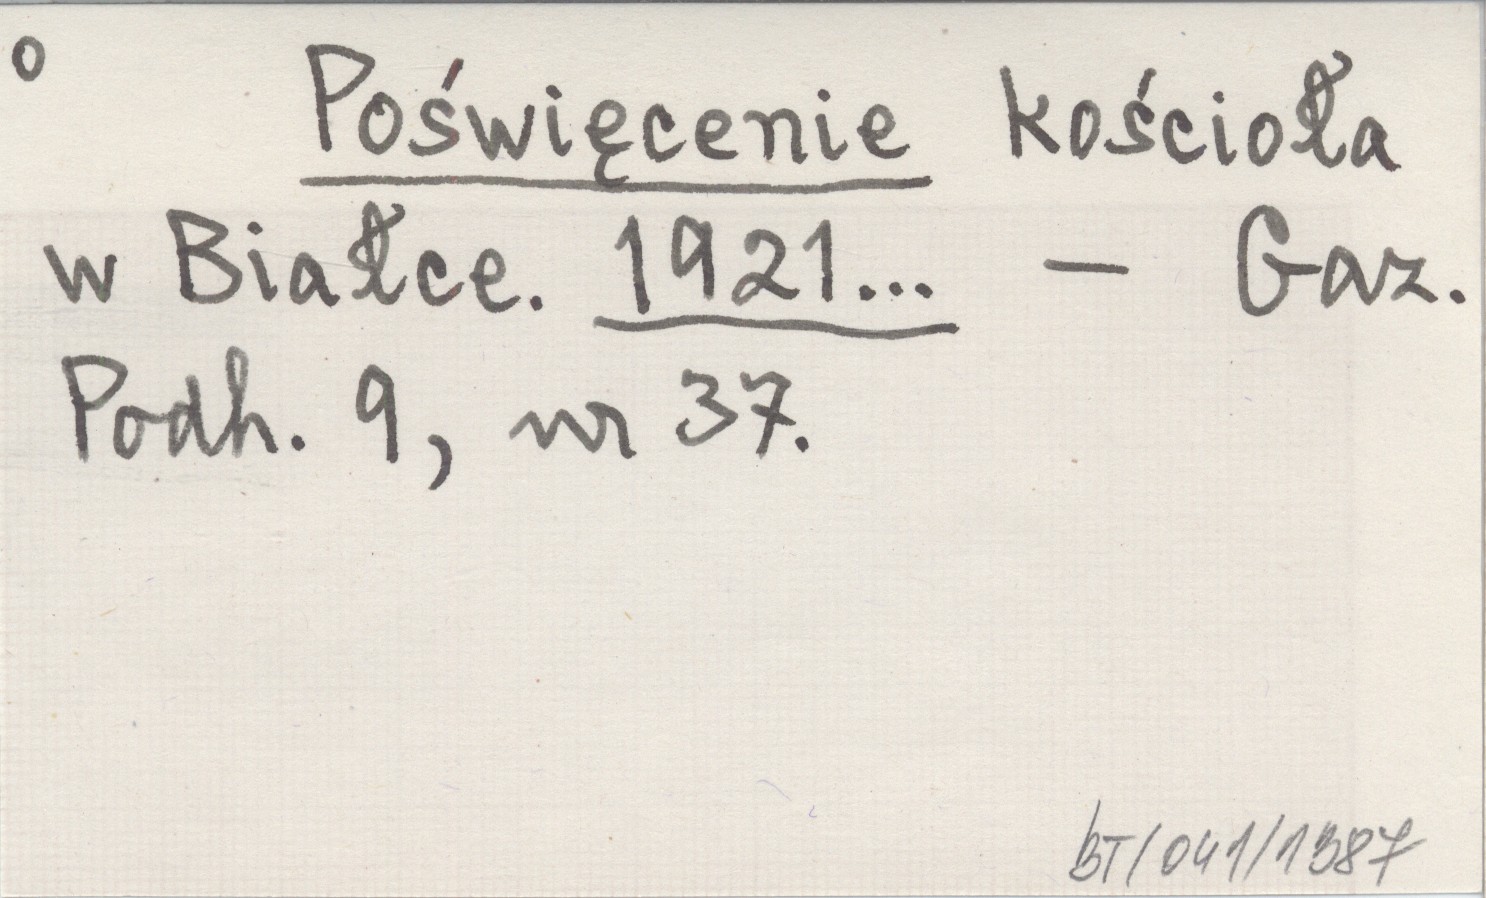 o Poświęcenie kościoła
w Białce. 1921... – Gaz.
Podh. 9, nr 37.
BT/041/1387